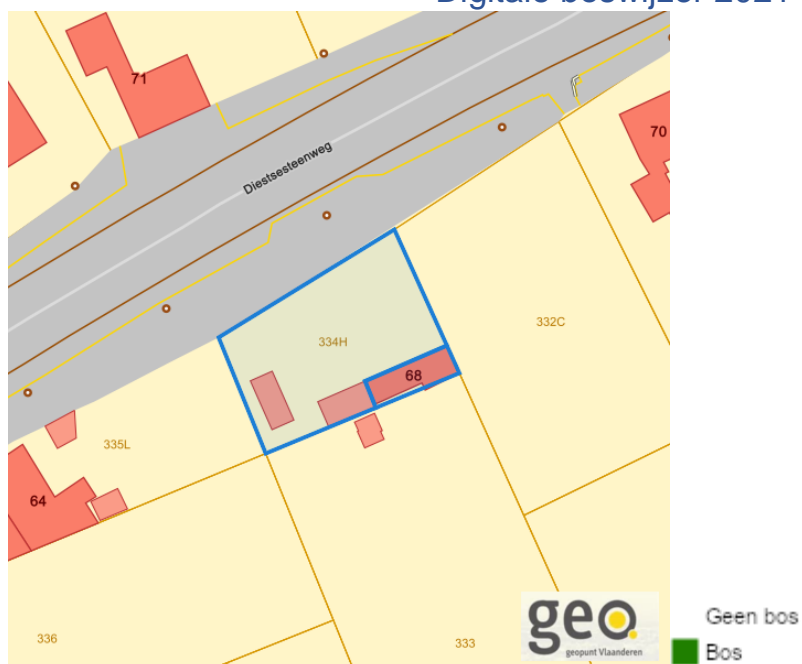 71
70
Diestsesteenweg
334H
332C
68
335L
64
336
333
geo
geopunt Vlaanderen
Geen bos
Bos